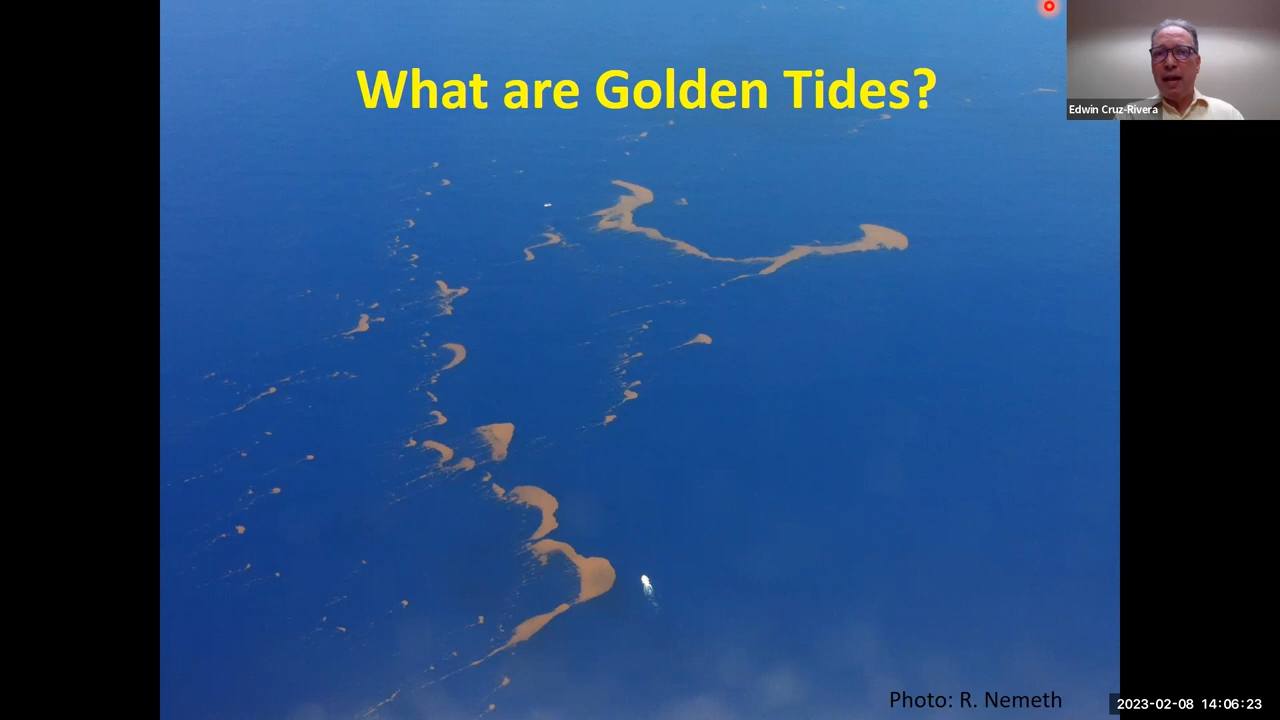 What are Golden Tides?
Edwin Cruz-Rivera
Photo: R. Nemeth
2023-02-08 14:06:23